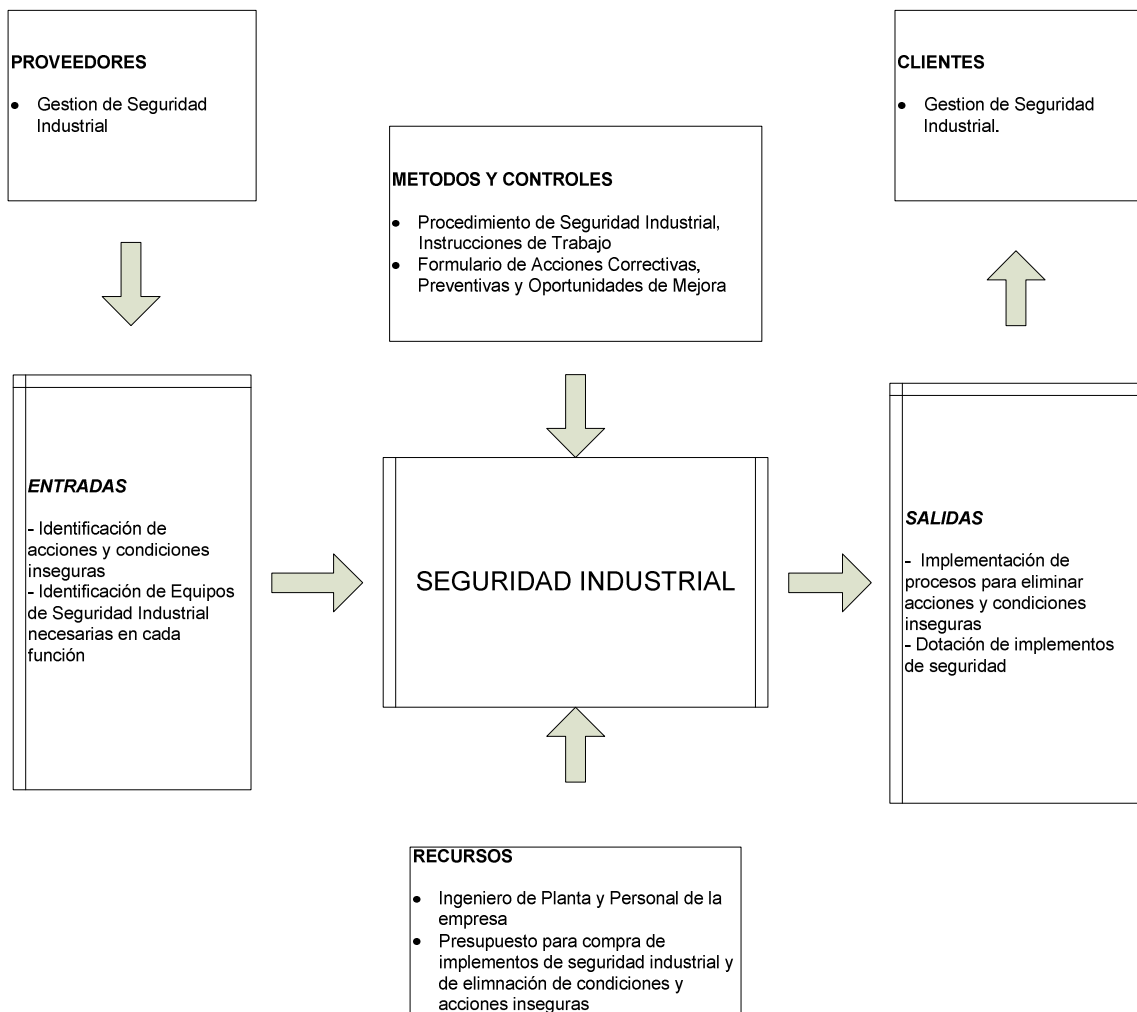 PROVEEDORES
• Gestion de Seguridad
Industrial
CLIENTES
• Gestion de Seguridad
Industrial.
METODOS Y CONTROLES
• Procedimiento de Seguridad Industrial,
Instrucciones de Trabajo
• Formulario de Acciones Correctivas,
Preventivas y Oportunidades de Mejora
ENTRADAS
- Identificación de
acciones y condiciones
inseguras
- Identificación de Equipos
de Seguridad Industrial
necesarias en cada
función
SEGURIDAD INDUSTRIAL
SALIDAS
- Implementación de
procesos para eliminar
acciones y condiciones
inseguras
- Dotación de implementos
de seguridad
RECURSOS
• Ingeniero de Planta y Personal de la
empresa
• Presupuesto para compra de
implementos de seguridad industrial y
de elimnación de condiciones y
acciones inseguras